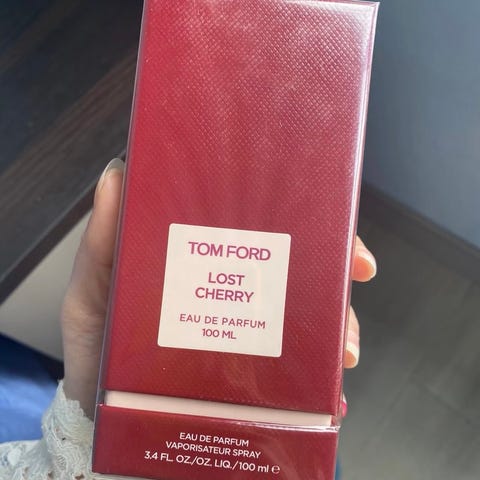 TOM FORD
LOST
CHERRY
EAU DE PARFUM
100 ML
EAU DE PARFUM
VAPORISATEUR SPRAY
3.4 FL. OZ./OZ. LIQ./100 ml ℮